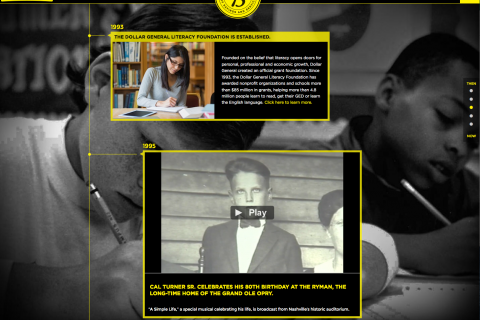 75
1993
THE DOLLAR GENERAL LITERACY FOUNDATION IS ESTABLISHED.
Founded on the belief that literacy opens doors for
personal, professional and economic growth, Dollar
General created an official grant foundation. Since
1993, the Dollar General Literacy Foundation has
awarded nonprofit organizations and schools more
than $85 million in grants, helping more than 4.8
million people learn to read, get their GED or learn
the English language. Click here to learn more.
THEN
NOW
1995
Play
CAL TURNER SR. CELEBRATES HIS 80TH BIRTHDAY AT THE RYMAN, THE
LONG-TIME HOME OF THE GRAND OLE OPRY.
"A Simple Life," a special musical celebrating his life, is broadcast from Nashville's historic auditorium.